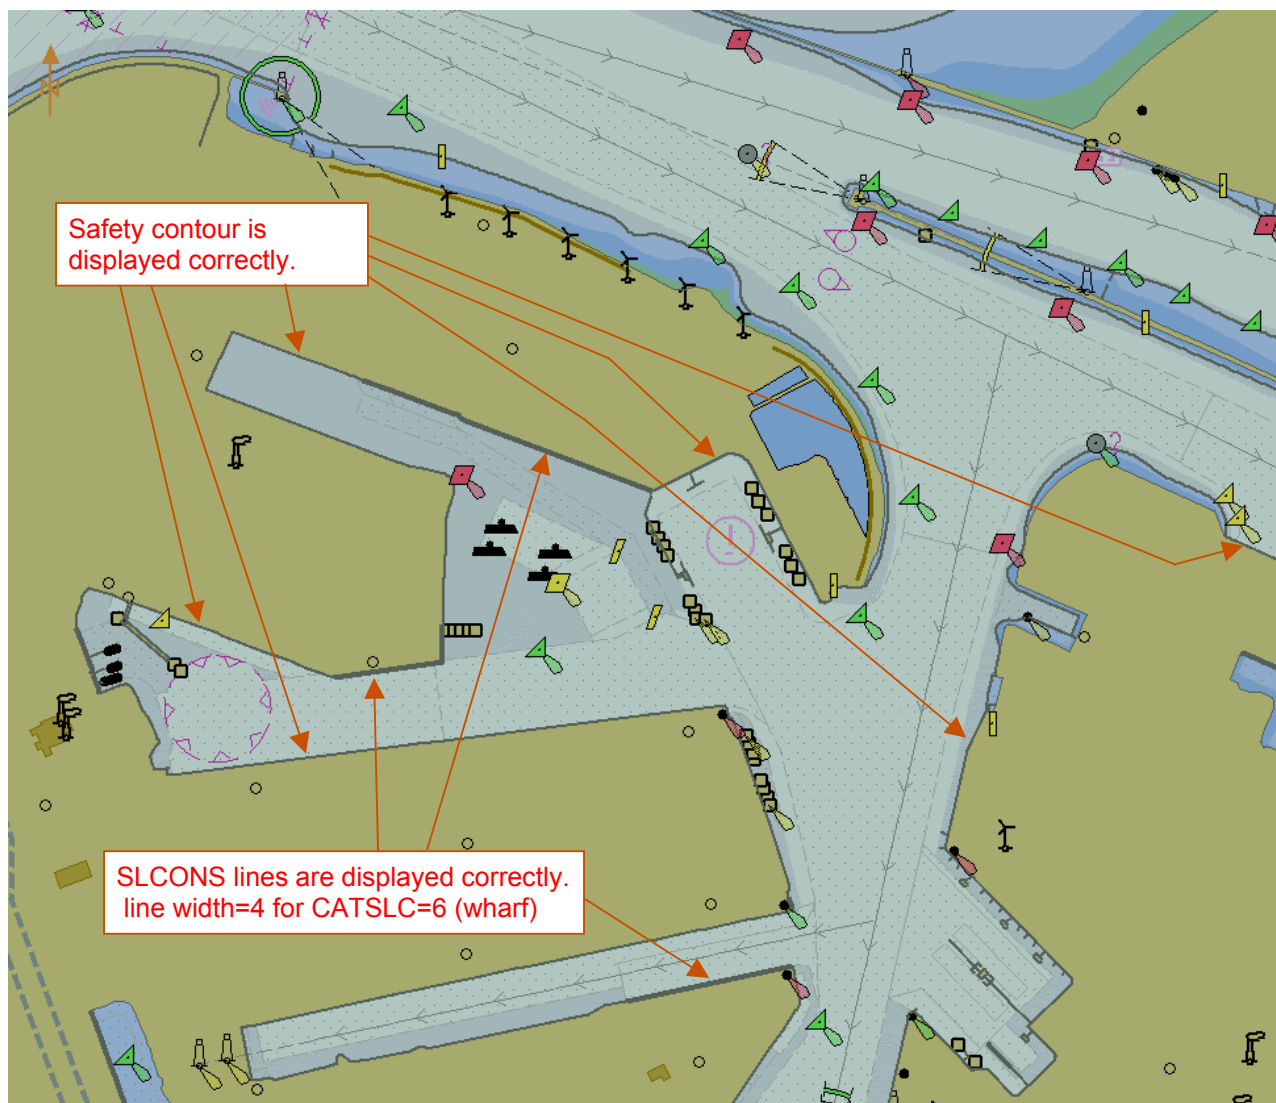 N
Safety contour is
displayed correctly.
?
?
SLCONS lines are displayed correctly.
line width=4 for CATSLC=6 (wharf)